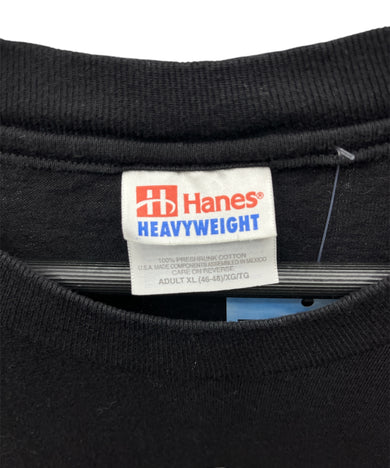 Hanes®
HEAVYWEIGHT
100% PRESHRUNK COTTON
U.S.A. MADE COMPONENTS ASSEMBLED IN MEXICO
CARE ON REVERSE
ADULT XL (46-48)/XG/TG